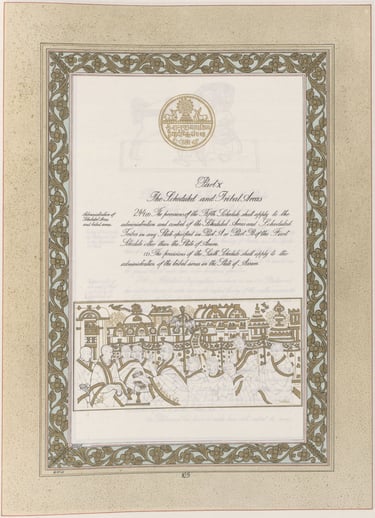 Part X
The Scheduled and Tribal Areas
Administration of
Scheduled Areas
and tribal areas.
244.(1) The provisions of the Fifth Schedule shall apply to the
administration and control of the Scheduled Areas and Scheduled
Tribes in any State specified in Part A or Part B of the First
Schedule other than the State of Assam.
(2) The provisions of the Sixth Schedule shall apply to the
administration of the tribal areas in the State of Assam.
105